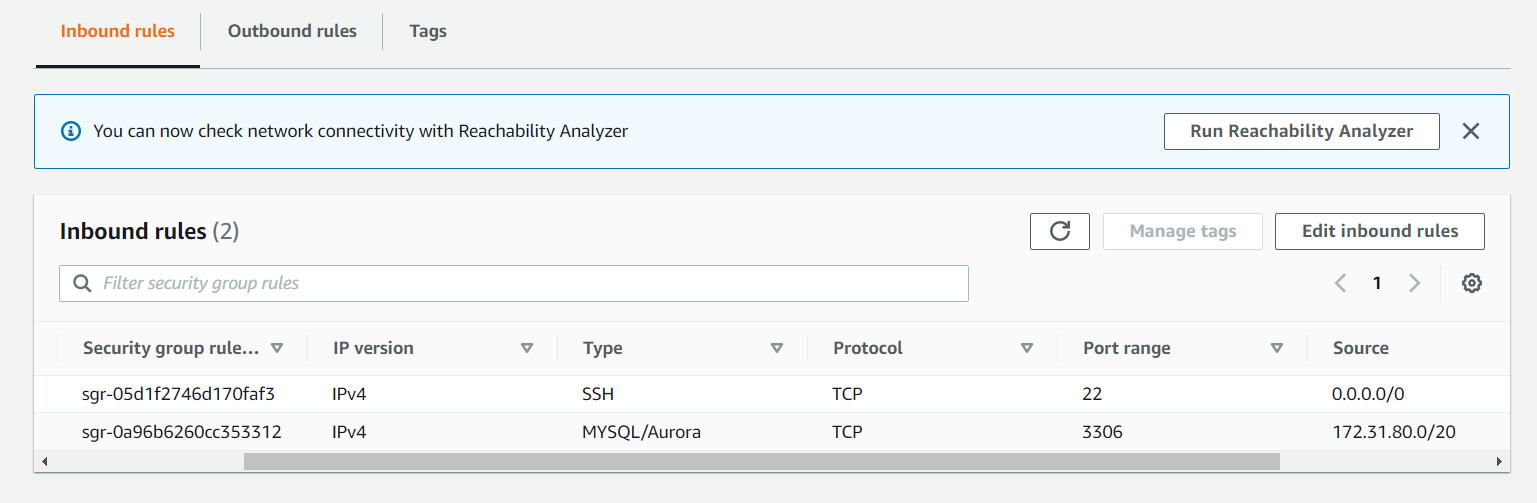 Inbound rules Outbound rules Tags
You can now check network connectivity with Reachability Analyzer Run Reachability Analyzer
Inbound rules (2) Manage tags Edit inbound rules
Filter security group rules 1
Security group rule... IP version Type Protocol Port range Source
sgr-05d1f2746d170faf3 IPv4 SSH TCP 22 0.0.0.0/0
sgr-0a96b6260cc353312 IPv4 MYSQL/Aurora TCP 3306 172.31.80.0/20